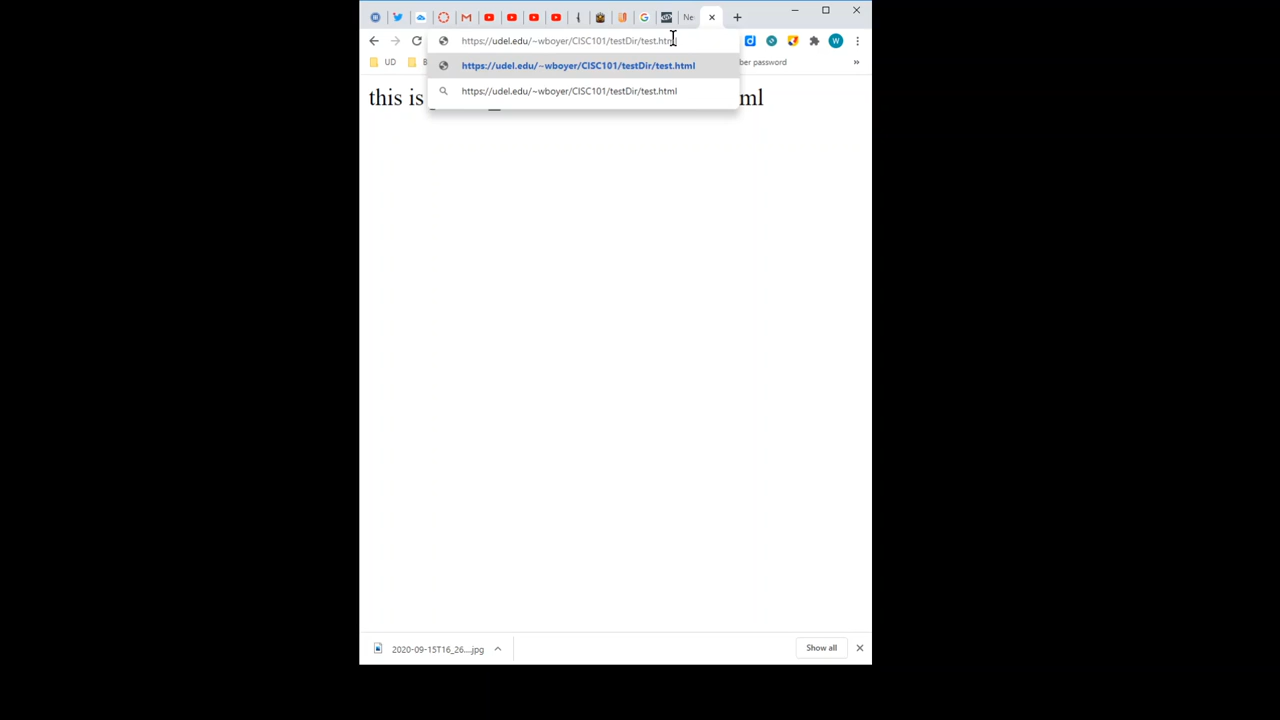 Ne
https://udel.edu/~wboyer/CISC101/testDir/test.html
W
UD
ber password
»
https://udel.edu/~wboyer/CISC101/testDir/test.html
https://udel.edu/~wboyer/CISC101/testDir/test.html
this is ml
2020-09-15T16_26....jpg
Show all